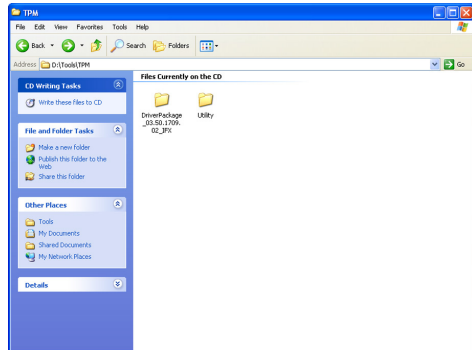 TPM
File Edit View Favorites Tools Help
Back Search Folders
Address D:\Tools\TPM Go
Files Currently on the CD
CD Writing Tasks
Write these files to CD
DriverPackage
_03.50.1709.
02_IFX
Utility
File and Folder Tasks
Make a new folder
Publish this folder to the
Web
Share this folder
Other Places
Tools
My Documents
Shared Documents
My Network Places
Details